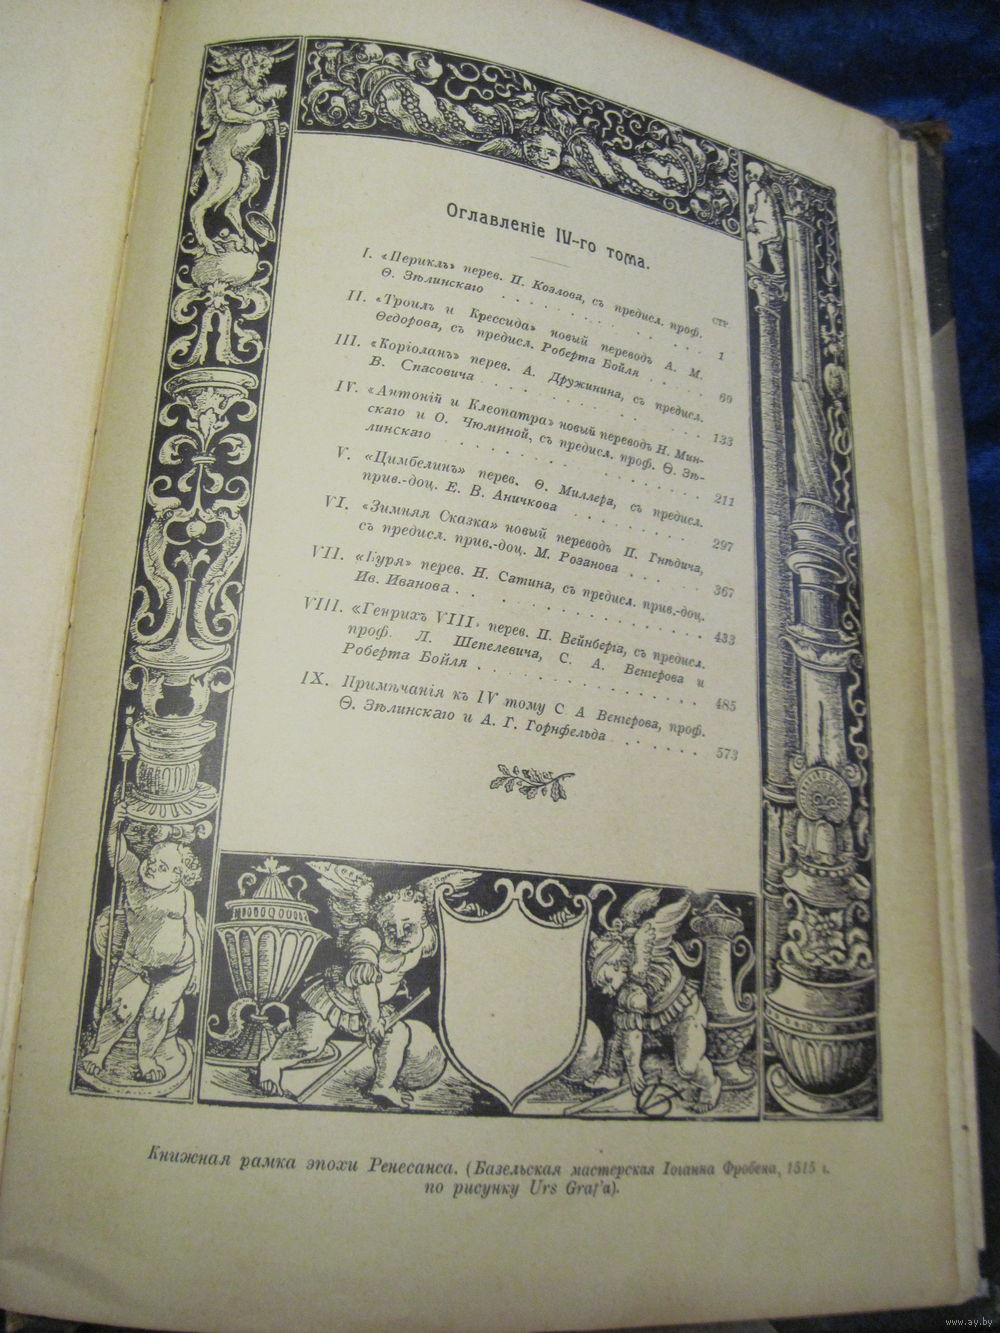 Оглавленіе IV-го тома.
стр.
I. «Периклъ» перев. П. Козлова, съ предисл. проф.
Ѳ. Зѣлинскаго . . . . . . . . . . . . 1
II. «Троилъ и Крессида» новый переводъ А. М.
Ѳедорова, съ предисл. Роберта Бойля . . . . 69
III. «Коріоланъ» перев. А. Дружинина, съ предисл.
В. Спасовича . . . . . . . . . . . . 133
IV. «Антоній и Клеопатра» новый переводъ Н. Мин-
скаго и О. Чюминой, съ предисл. проф. Ѳ. Зѣ-
линскаго . . . . . . . . . . . . 211
V. «Цимбелинъ» перев. Ѳ. Миллера, съ предисл.
прив.-доц. Е. В. Аничкова . . . . . . . . 297
VI. «Зимняя Сказка» новый переводъ П. Гнѣдича,
съ предисл. прив.-доц. М. Розанова . . . . . 367
VII. «Буря» перев. Н. Сатина, съ предисл. прив.-доц.
Ив. Иванова . . . . . . . . . . . . 433
VIII. «Генрихъ VIII» перев. П. Вейнберга, съ предисл.
проф. Л. Шепелевича, С. А. Венгерова и
Роберта Бойля . . . . . . . . . . . 485
IX. Примѣчанія къ IV тому С. А Венгерова, проф.
Ѳ. Зѣлинскаго и А. Г. Горнфельда . . . . . . 573
Книжная рамка эпохи Ренесанса. (Базельская мастерская Іоганна Фробена, 1515 г.
по рисунку Urs Graf'a).
www.ay.by